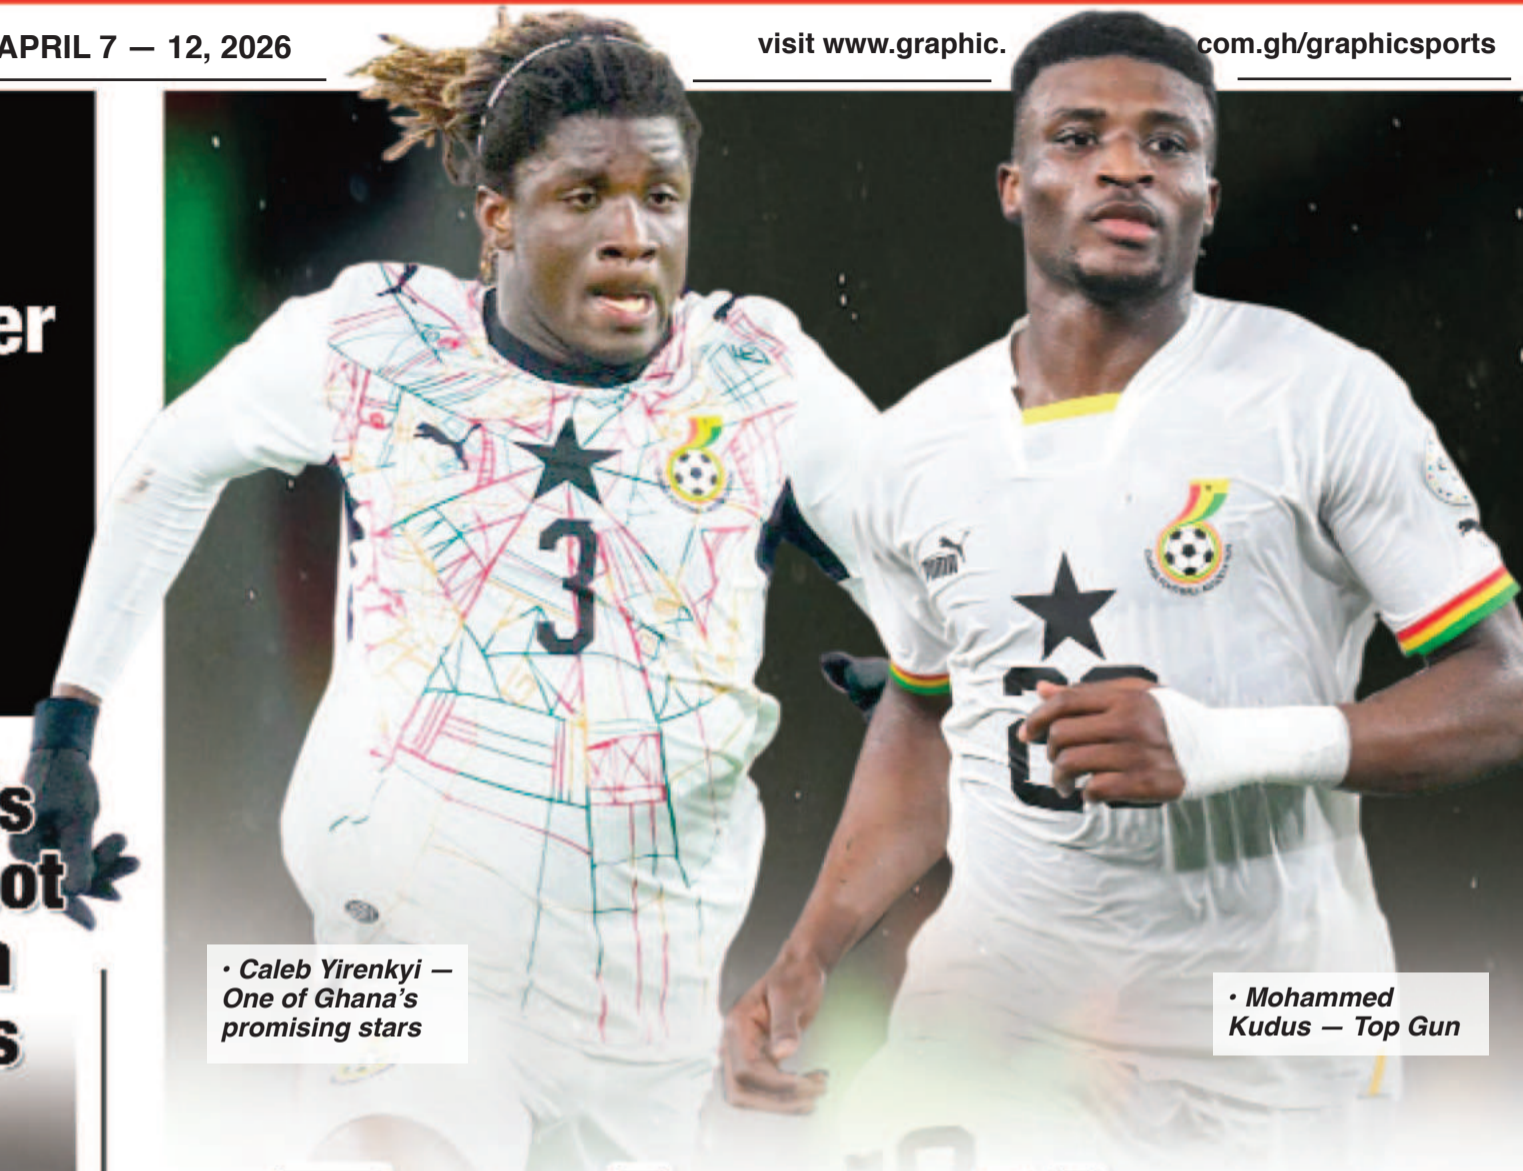 APRIL 7 — 12, 2026
visit www.graphic.com.gh/graphicsports
er
s
ot
s
3
PUMA
• Caleb Yirenkyi —
One of Ghana's
promising stars
• Mohammed
Kudus — Top Gun